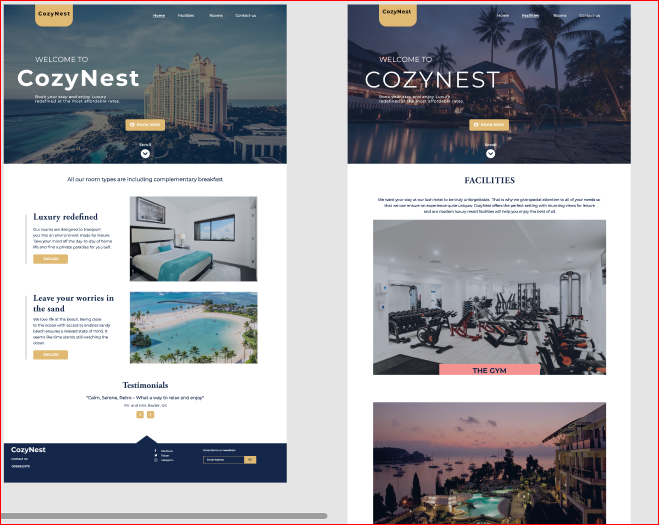 CozyNest
Home Facilities Rooms Contact-us
WELCOME TO
CozyNest
Book your stay and enjoy Luxury
redefined at the most affordable rates.
BOOK NOW
Scroll
All our room types are including complementary breakfast
Luxury redefined
Our rooms are designed to transport
you into an environment made for leisure.
Take your mind off the day-to-day of home
life and find a private paradise for yourself.
EXPLORE
Leave your worries in
the sand
We love life at the beach. Being close
to the ocean with access to endless sandy
beach ensures a relaxed state of mind. It
seems like time stands still watching the
ocean.
EXPLORE
Testimonials
"Calm, Serene, Retro – What a way to relax and enjoy"
Mr. and Mrs. Baxter, UK
CozyNest
Contact us
Facebook
Twitter
Instagram
Subscribe to our newsletter
Email Address
CozyNest
Home Facilities Rooms Contact-us
WELCOME TO
COZYNEST
Book your stay and enjoy Luxury
redefined at the most affordable rates.
BOOK NOW
Scroll
FACILITIES
We want your stay at our lush hotel to be truly unforgettable. That is why we give special attention to all of your needs so
that we can ensure an experience quite unique. CozyNest offers the perfect setting with stunning views for leisure
and our modern luxury resort facilities will help you enjoy the best of all.
THE GYM